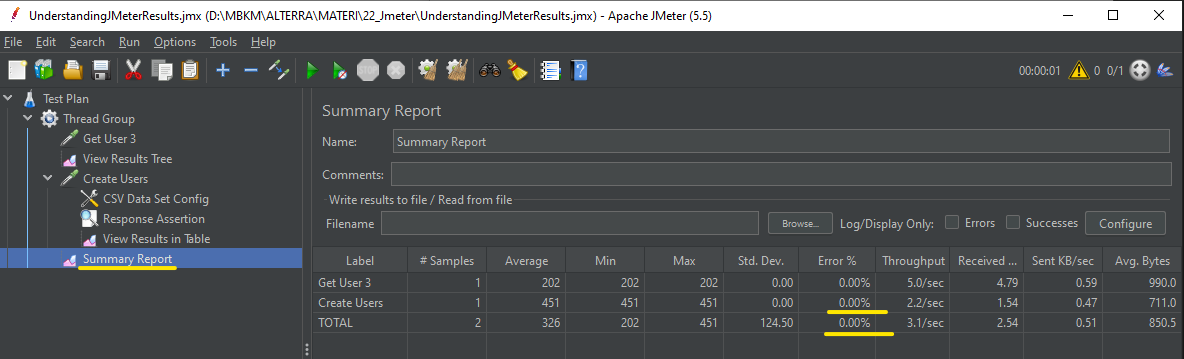 UnderstandingJMeterResults.jmx (D:\MBKM\ALTERRA\MATERI\22_Jmeter\UnderstandingJMeterResults.jmx) - Apache JMeter (5.5)
File Edit Search Run Options Tools Help
STOP 00:00:01 0 0/1
Test Plan
Thread Group
Get User 3
View Results Tree
Create Users
CSV Data Set Config
Response Assertion
View Results in Table
Summary Report
Summary Report
Name: Summary Report
Comments:
Write results to file / Read from file
Filename Browse... Log/Display Only: Errors Successes Configure
Label # Samples Average Min Max Std. Dev. Error % Throughput Received ... Sent KB/sec Avg. Bytes
Get User 3 1 202 202 202 0.00 0.00% 5.0/sec 4.79 0.59 990.0
Create Users 1 451 451 451 0.00 0.00% 2.2/sec 1.54 0.47 711.0
TOTAL 2 326 202 451 124.50 0.00% 3.1/sec 2.54 0.51 850.5